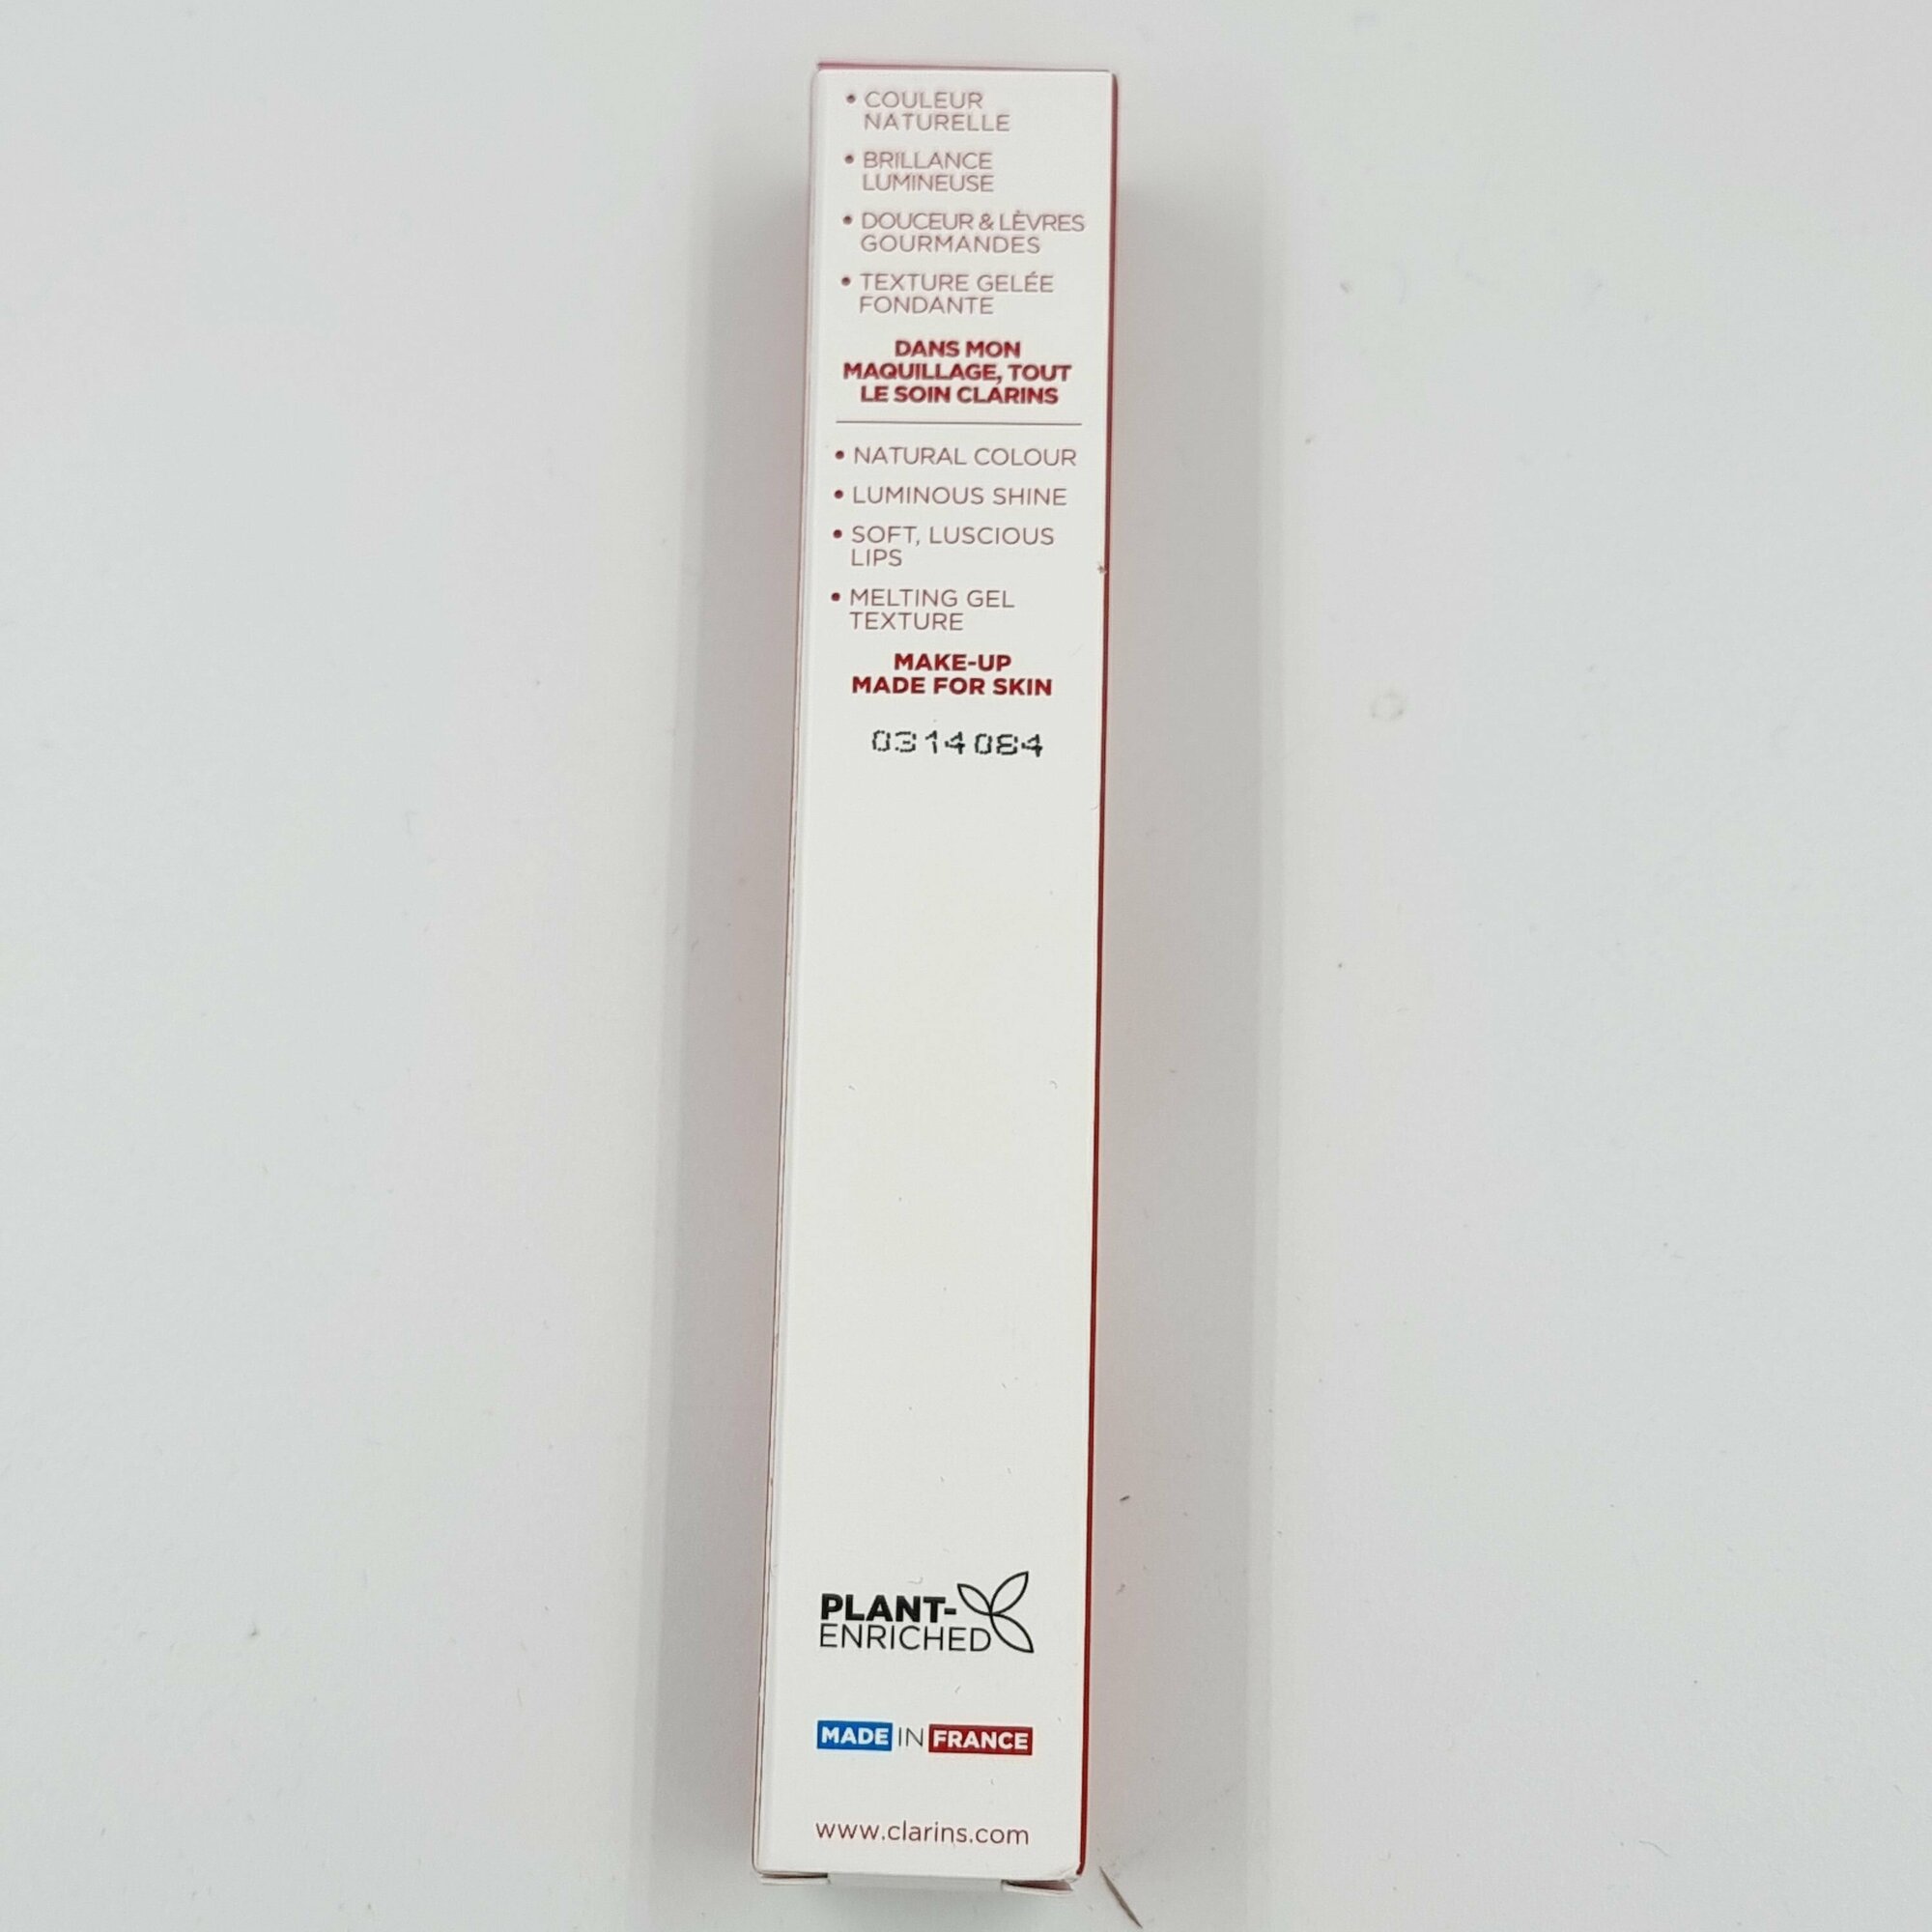 • COULEUR
NATURELLE
• BRILLANCE
LUMINEUSE
• DOUCEUR & LÈVRES
GOURMANDES
• TEXTURE GELÉE
FONDANTE
DANS MON
MAQUILLAGE, TOUT
LE SOIN CLARINS
• NATURAL COLOUR
• LUMINOUS SHINE
• SOFT, LUSCIOUS
LIPS
• MELTING GEL
TEXTURE
MAKE-UP
MADE FOR SKIN
0314084
PLANT-
ENRICHED
MADE IN FRANCE
www.clarins.com